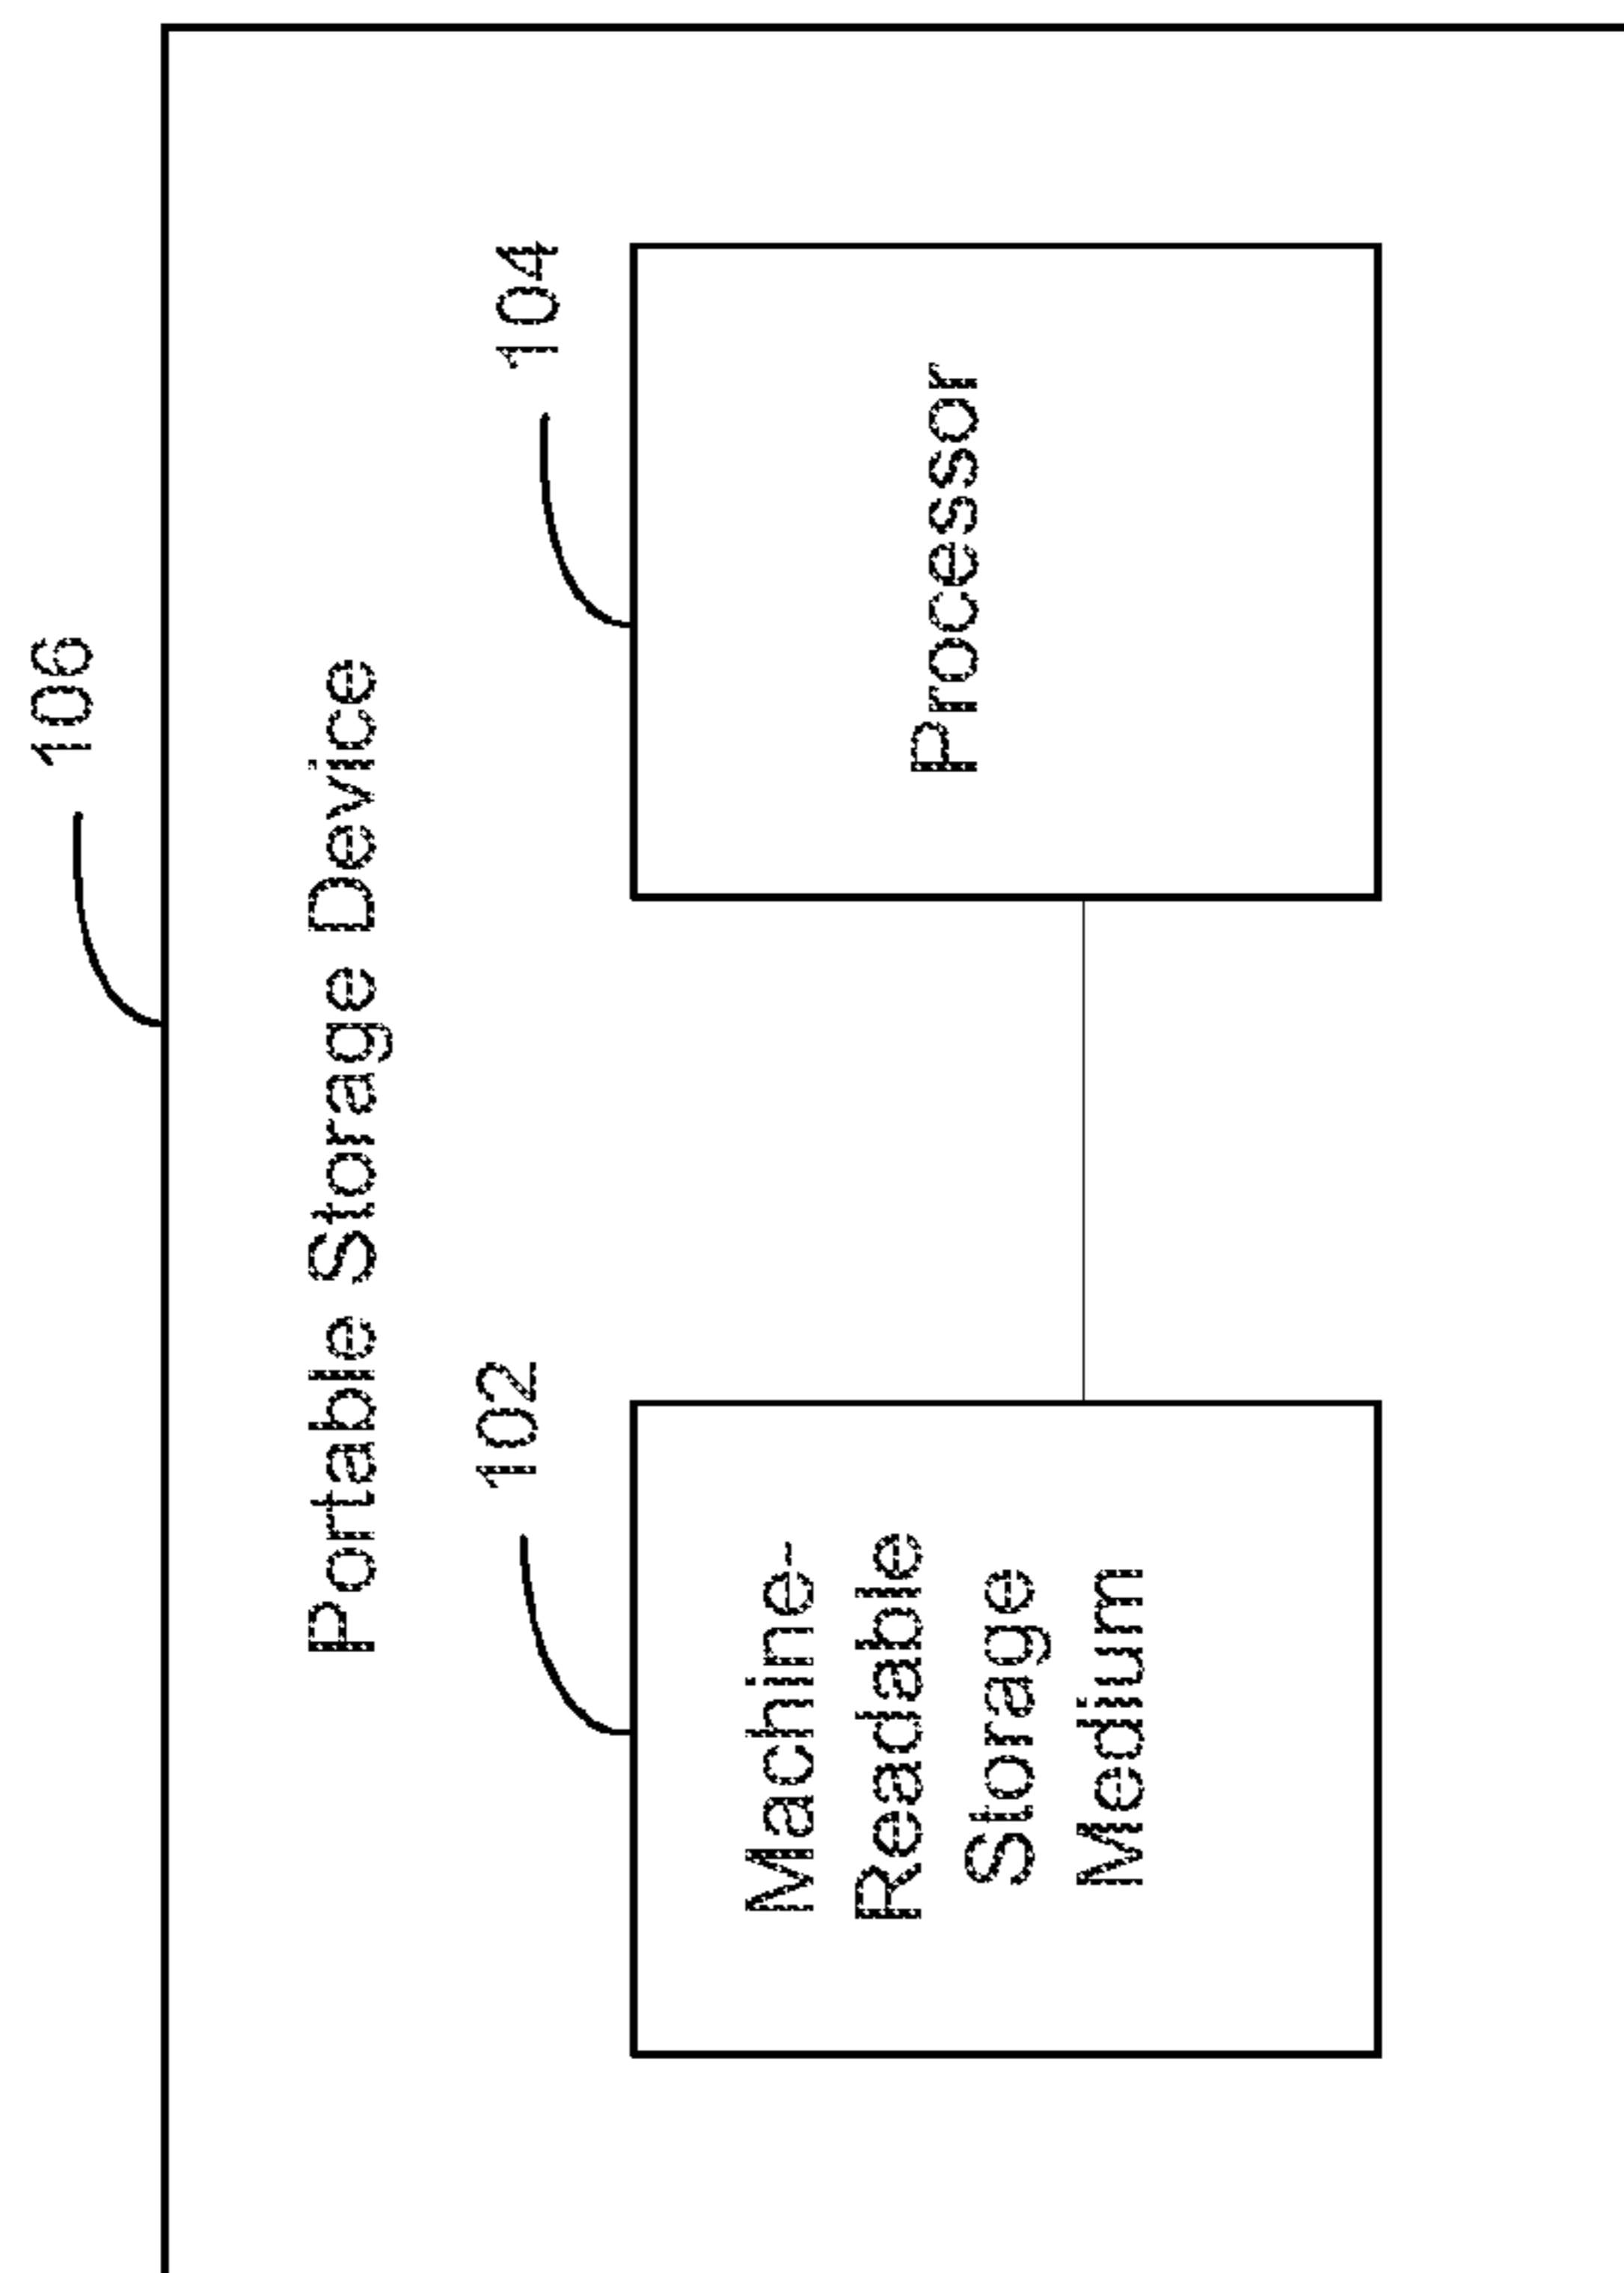 106
Portable Storage Device
102
104
Machine-
Readable
Storage
Medium
Processor